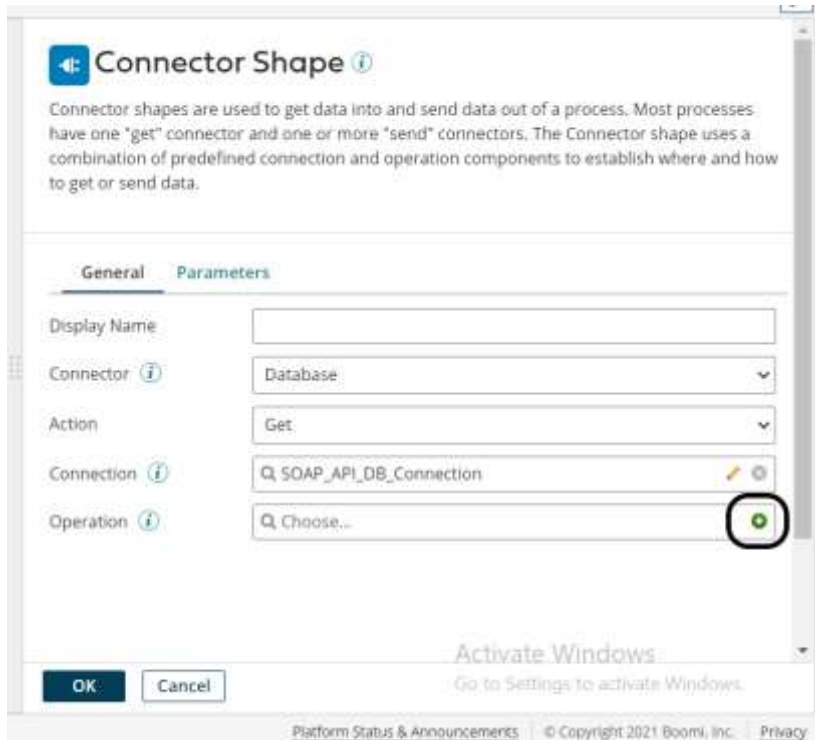 Connector Shape i
Connector shapes are used to get data into and send data out of a process. Most processes
have one "get" connector and one or more "send" connectors. The Connector shape uses a
combination of predefined connection and operation components to establish where and how
to get or send data.
General Parameters
Display Name
Connector i Database
Action Get
Connection i SOAP_API_DB_Connection
Operation i Choose...
Activate Windows
Go to Settings to activate Windows.
OK Cancel
Platform Status & Announcements © Copyright 2021 Boomi, Inc. Privacy